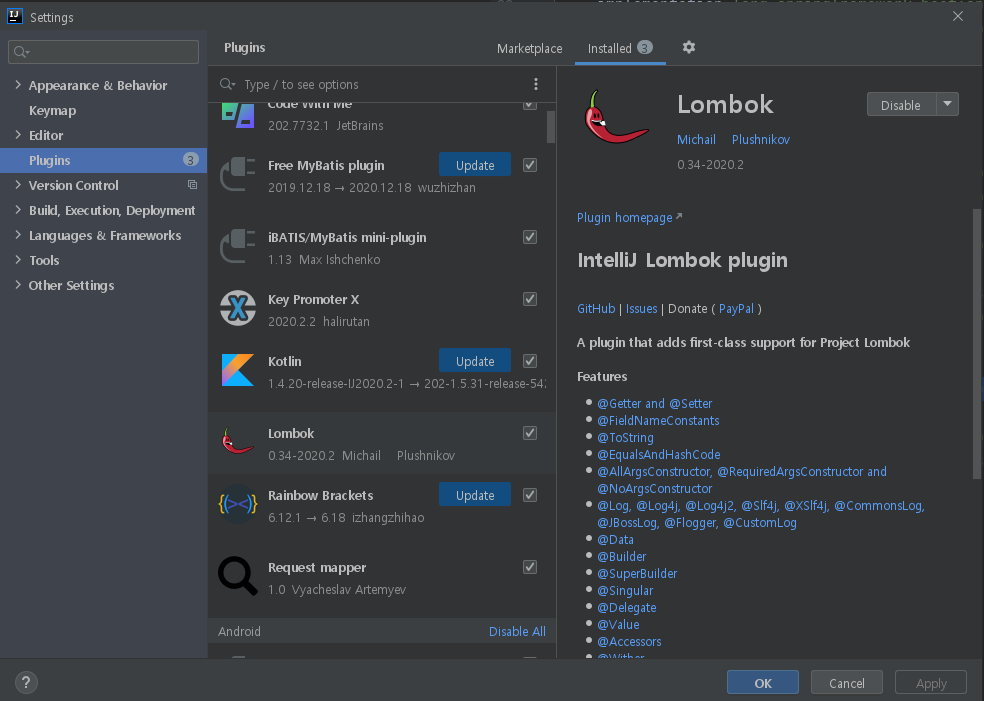 Settings
Plugins
Marketplace
Installed 3
Type / to see options
Appearance & Behavior
Keymap
Editor
Plugins 3
Version Control
Build, Execution, Deployment
Languages & Frameworks
Tools
Other Settings
Code With Me
202.7732.1 JetBrains
Free MyBatis plugin
Update
2019.12.18 → 2020.12.18 wuzhizhan
iBATIS/MyBatis mini-plugin
1.13 Max Ishchenko
Key Promoter X
2020.2.2 halirutan
Kotlin
Update
1.4.20-release-IJ2020.2-1 → 202-1.5.31-release-542
Lombok
0.34-2020.2 Michail Plushnikov
Rainbow Brackets
Update
6.12.1 → 6.18 izhangzhihao
Request mapper
1.0 Vyacheslav Artemyev
Android
Disable All
Lombok
Disable
Michail Plushnikov
0.34-2020.2
Plugin homepage
IntelliJ Lombok plugin
GitHub | Issues | Donate ( PayPal )
A plugin that adds first-class support for Project Lombok
Features
@Getter and @Setter
@FieldNameConstants
@ToString
@EqualsAndHashCode
@AllArgsConstructor, @RequiredArgsConstructor and
@NoArgsConstructor
@Log, @Log4j, @Log4j2, @Slf4j, @XSlf4j, @CommonsLog,
@JBossLog, @Flogger, @CustomLog
@Data
@Builder
@SuperBuilder
@Singular
@Delegate
@Value
@Accessors
@Wither
?
OK
Cancel
Apply